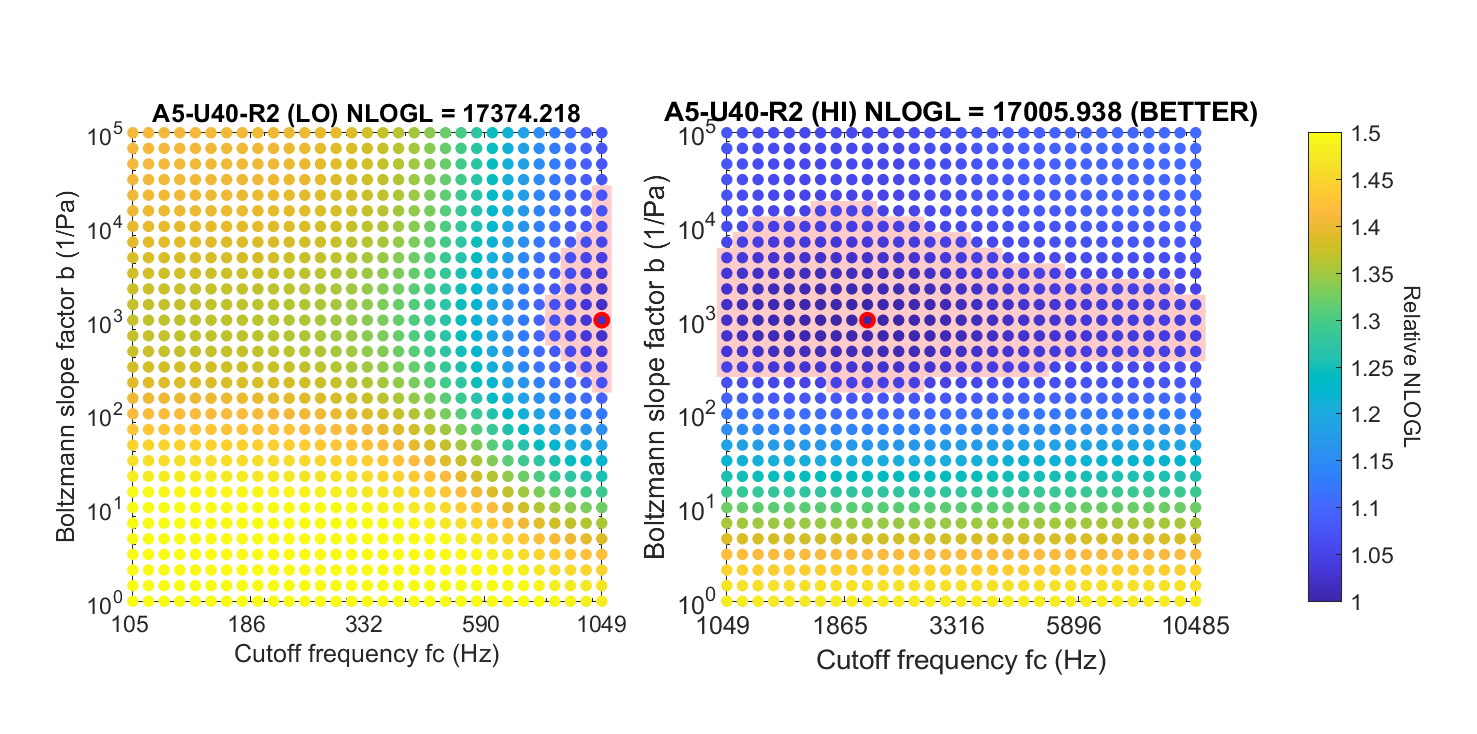 A5-U40-R2 (LO) NLOGL = 17374.218
10^5
10^4
10^3
10^2
10^1
10^0
Boltzmann slope factor b (1/Pa)
105 186 332 590 1049
Cutoff frequency fc (Hz)
A5-U40-R2 (HI) NLOGL = 17005.938 (BETTER)
10^5
10^4
10^3
10^2
10^1
10^0
Boltzmann slope factor b (1/Pa)
1049 1865 3316 5896 10485
Cutoff frequency fc (Hz)
1.5
1.45
1.4
1.35
1.3
1.25
1.2
1.15
1.1
1.05
1
Relative NLOGL